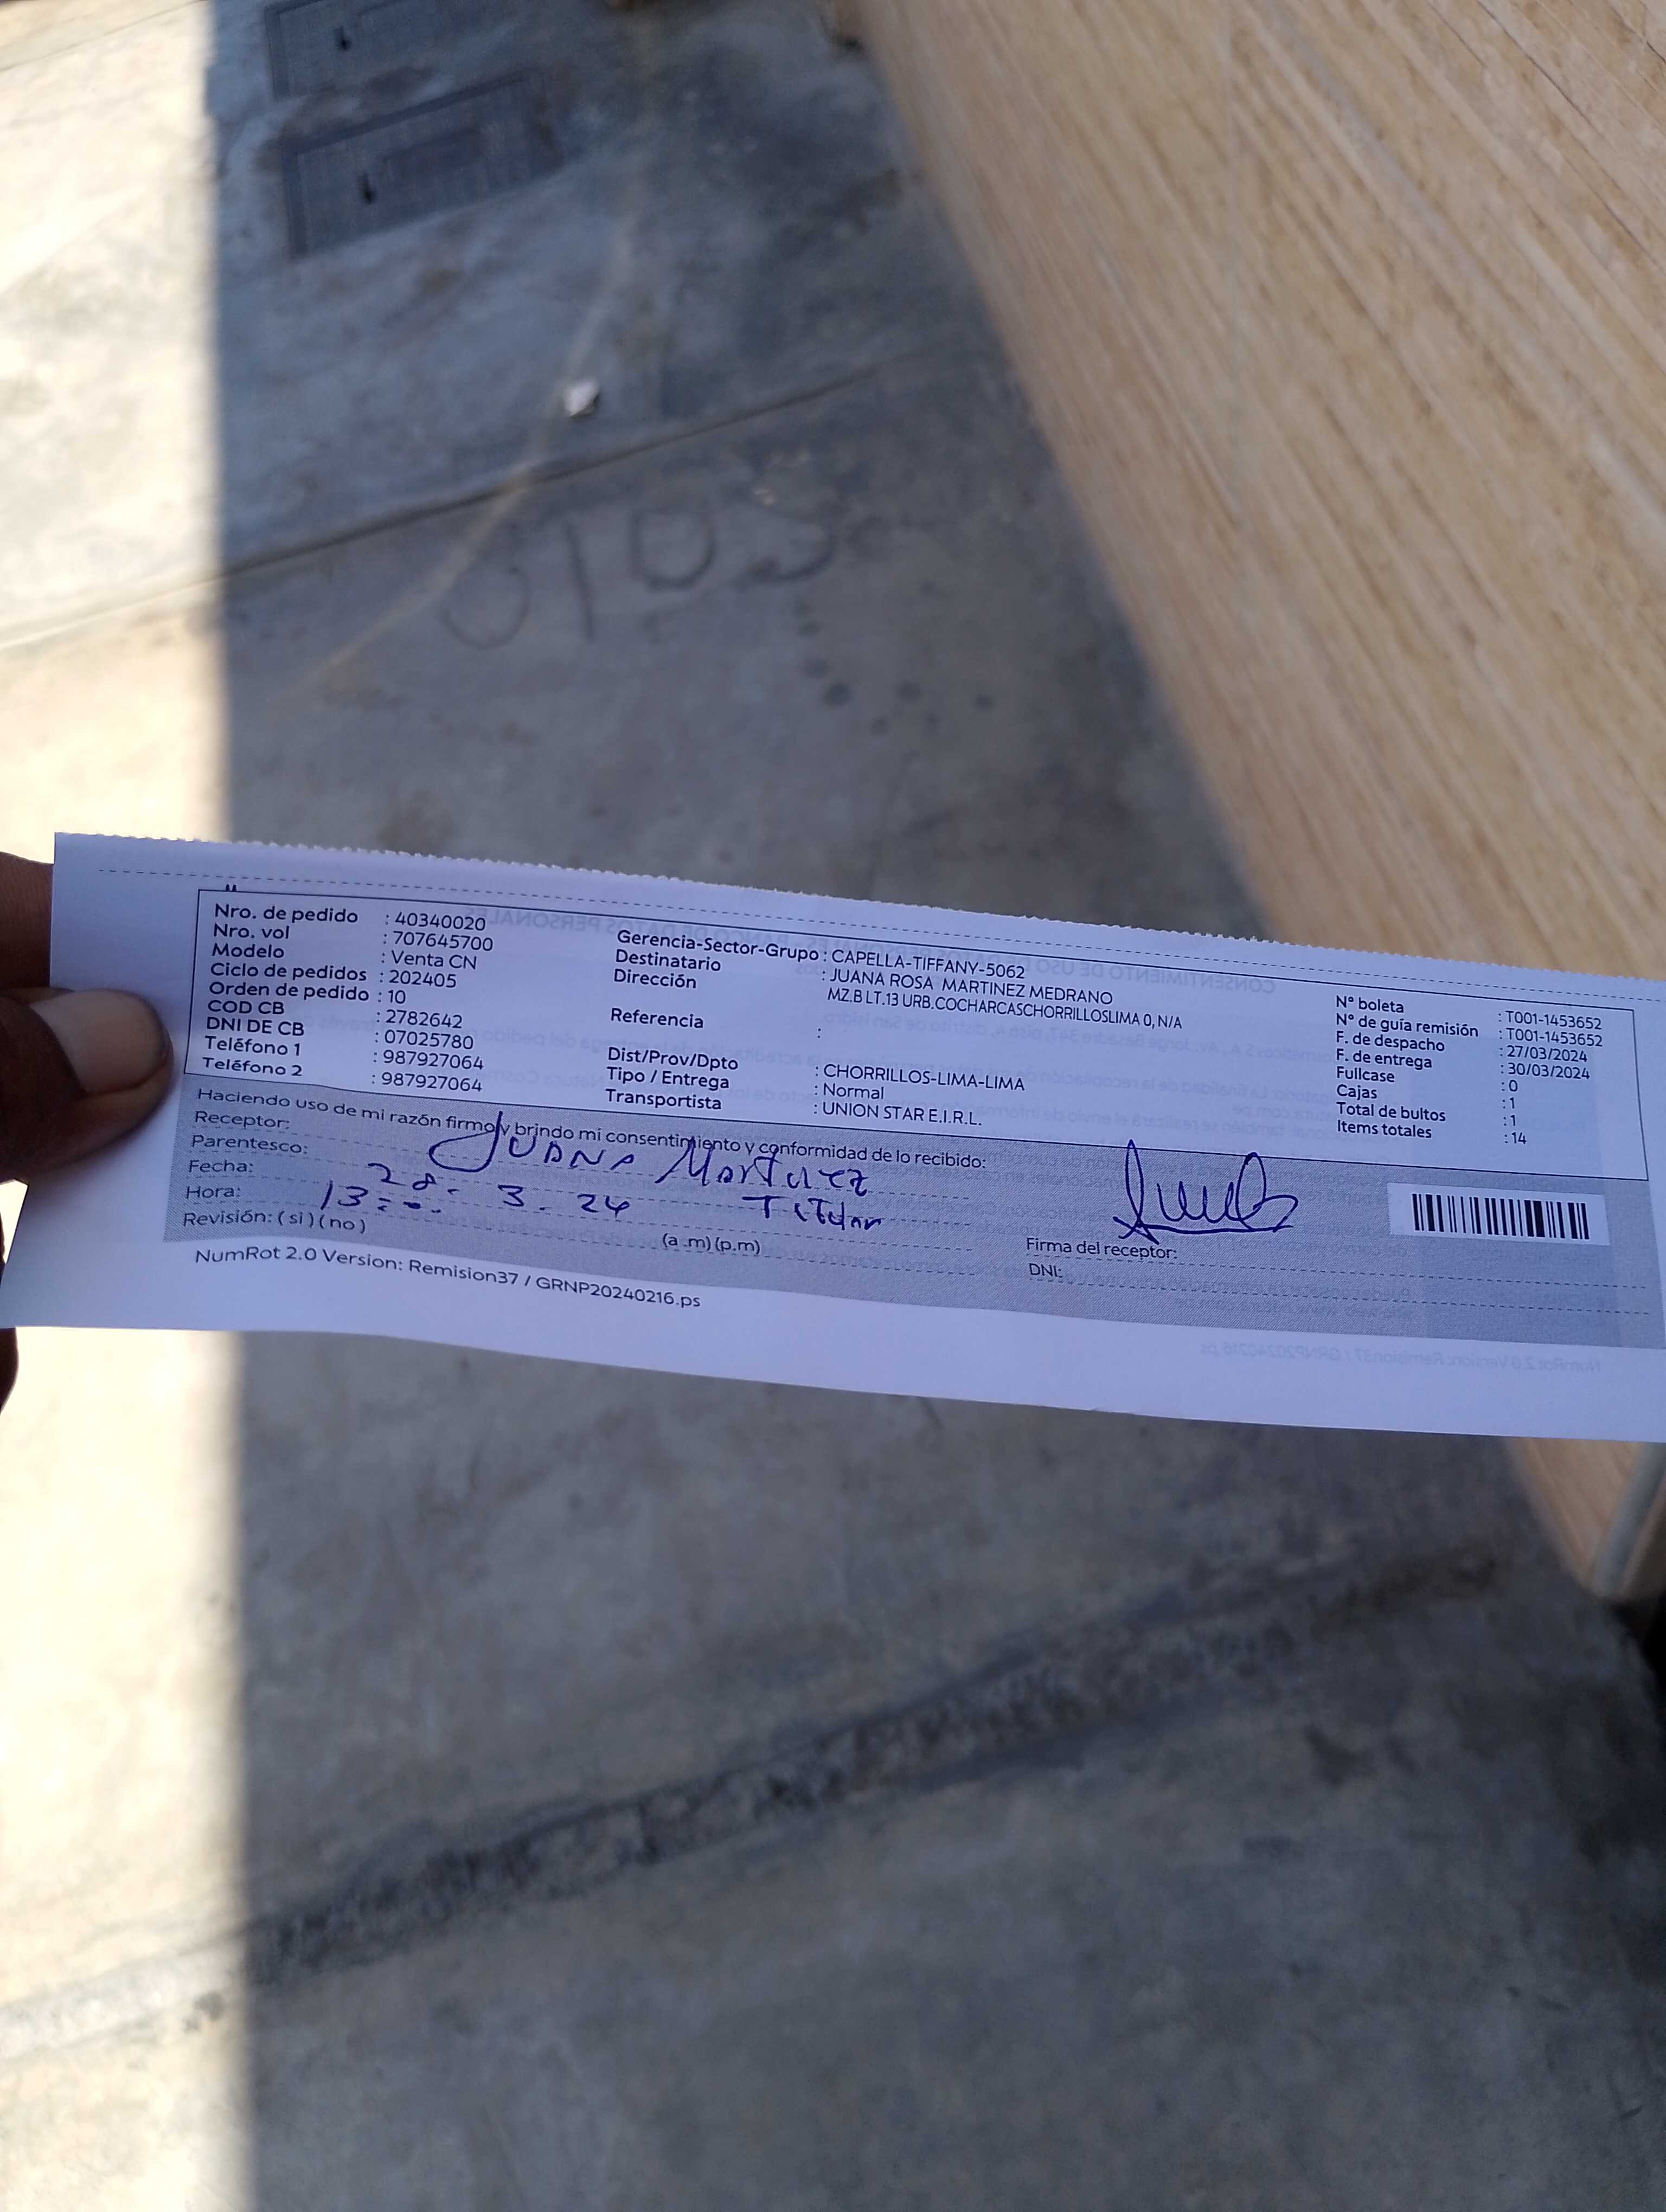 Nro. de pedido : 40340020
Nro. vol : 707645700
Modelo : Venta CN
Ciclo de pedidos : 202405
Orden de pedido : 10
COD CB : 2782642
DNI DE CB : 07025780
Teléfono 1 : 987927064
Teléfono 2 : 987927064
Gerencia-Sector-Grupo : CAPELLA-TIFFANY-5062
Destinatario : JUANA ROSA MARTINEZ MEDRANO
Dirección : MZ.B LT.13 URB.COCHARCASCHORRILLOSLIMA 0, N/A
Referencia :
Dist/Prov/Dpto : CHORRILLOS-LIMA-LIMA
Tipo / Entrega : Normal
Transportista : UNION STAR E.I.R.L.
N° boleta : T001-1453652
N° de guía remisión : T001-1453652
F. de despacho : 27/03/2024
F. de entrega : 30/03/2024
Fullcase : 0
Cajas : 1
Total de bultos : 1
Items totales : 14
Haciendo uso de mi razón firmo y brindo mi consentimiento y conformidad de lo recibido:
Receptor: Juana Martinez
Parentesco: Titular
Fecha: 28. 3. 24
Hora: 13:00 (a .m) (p.m)
Revisión: ( si ) ( no )
Firma del receptor:
DNI:
NumRot 2.0 Version: Remision37 / GRNP20240216.ps